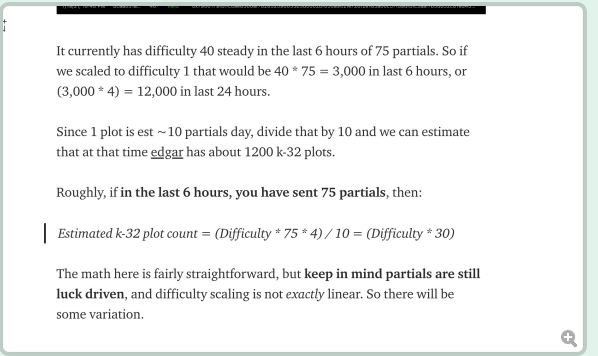 It currently has difficulty 40 steady in the last 6 hours of 75 partials. So if
we scaled to difficulty 1 that would be 40 * 75 = 3,000 in last 6 hours, or
(3,000 * 4) = 12,000 in last 24 hours.
Since 1 plot is est ~10 partials day, divide that by 10 and we can estimate
that at that time edgar has about 1200 k-32 plots.
Roughly, if in the last 6 hours, you have sent 75 partials, then:
Estimated k-32 plot count = (Difficulty * 75 * 4) / 10 = (Difficulty * 30)
The math here is fairly straightforward, but keep in mind partials are still
luck driven, and difficulty scaling is not exactly linear. So there will be
some variation.